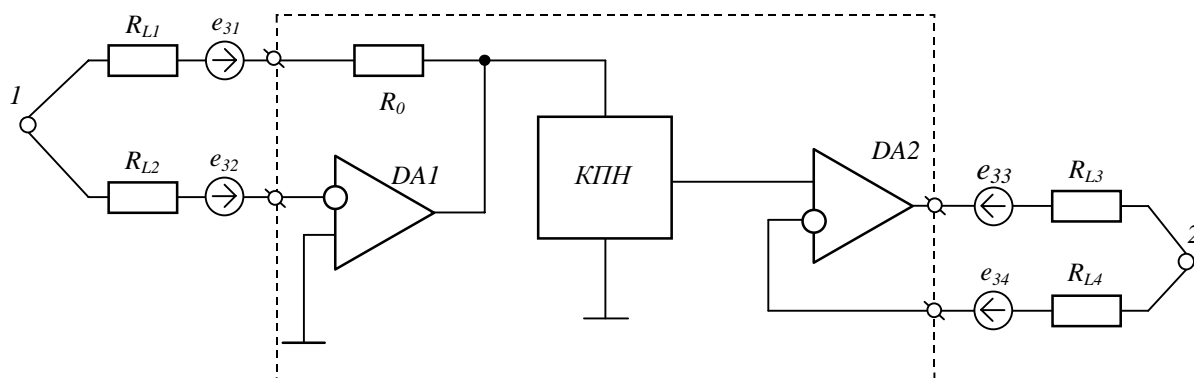 R_L1
e_31
1
R_0
R_L2
e_32
DA1
КПН
DA2
e_33
R_L3
2
e_34
R_L4